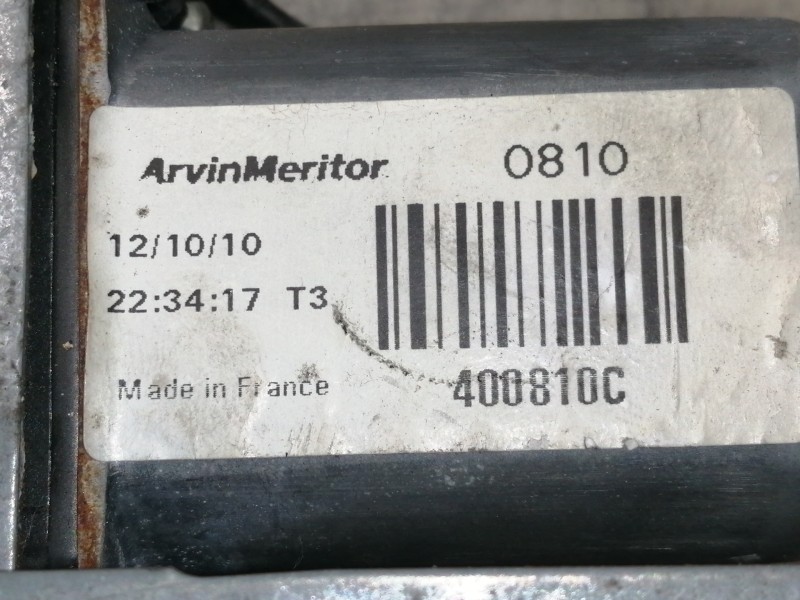 ArvinMeritor 0810
12/10/10
22:34:17 T3
Made in France 400810C